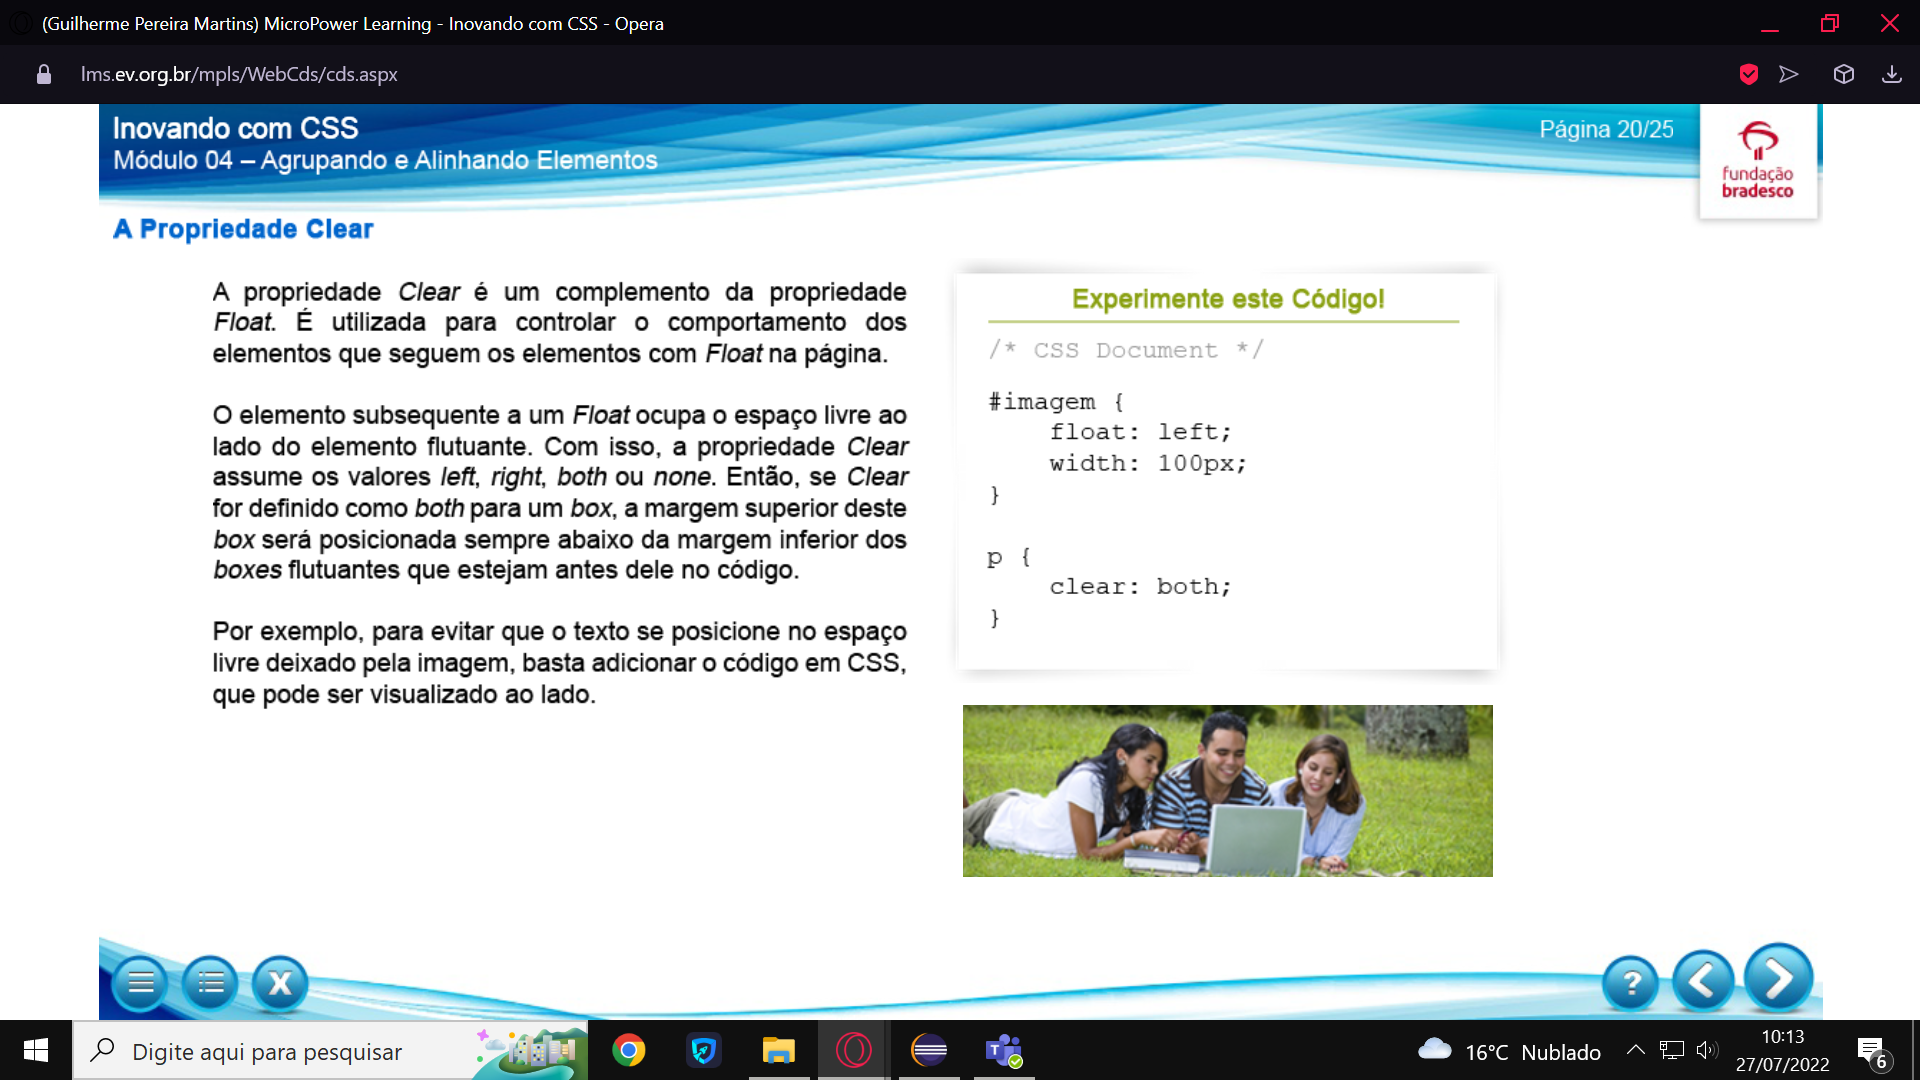 (Guilherme Pereira Martins) MicroPower Learning - Inovando com CSS - Opera
lms.ev.org.br/mpls/WebCds/cds.aspx
Inovando com CSS
Módulo 04 – Agrupando e Alinhando Elementos
Página 20/25
fundação
bradesco
A Propriedade Clear
A propriedade Clear é um complemento da propriedade
Float. É utilizada para controlar o comportamento dos
elementos que seguem os elementos com Float na página.
O elemento subsequente a um Float ocupa o espaço livre ao
lado do elemento flutuante. Com isso, a propriedade Clear
assume os valores left, right, both ou none. Então, se Clear
for definido como both para um box, a margem superior deste
box será posicionada sempre abaixo da margem inferior dos
boxes flutuantes que estejam antes dele no código.
Por exemplo, para evitar que o texto se posicione no espaço
livre deixado pela imagem, basta adicionar o código em CSS,
que pode ser visualizado ao lado.
Experimente este Código!
/* CSS Document */
#imagem {
float: left;
width: 100px;
}
p {
clear: both;
}
X
?
Digite aqui para pesquisar
T
16°C Nublado
10:13
27/07/2022
6